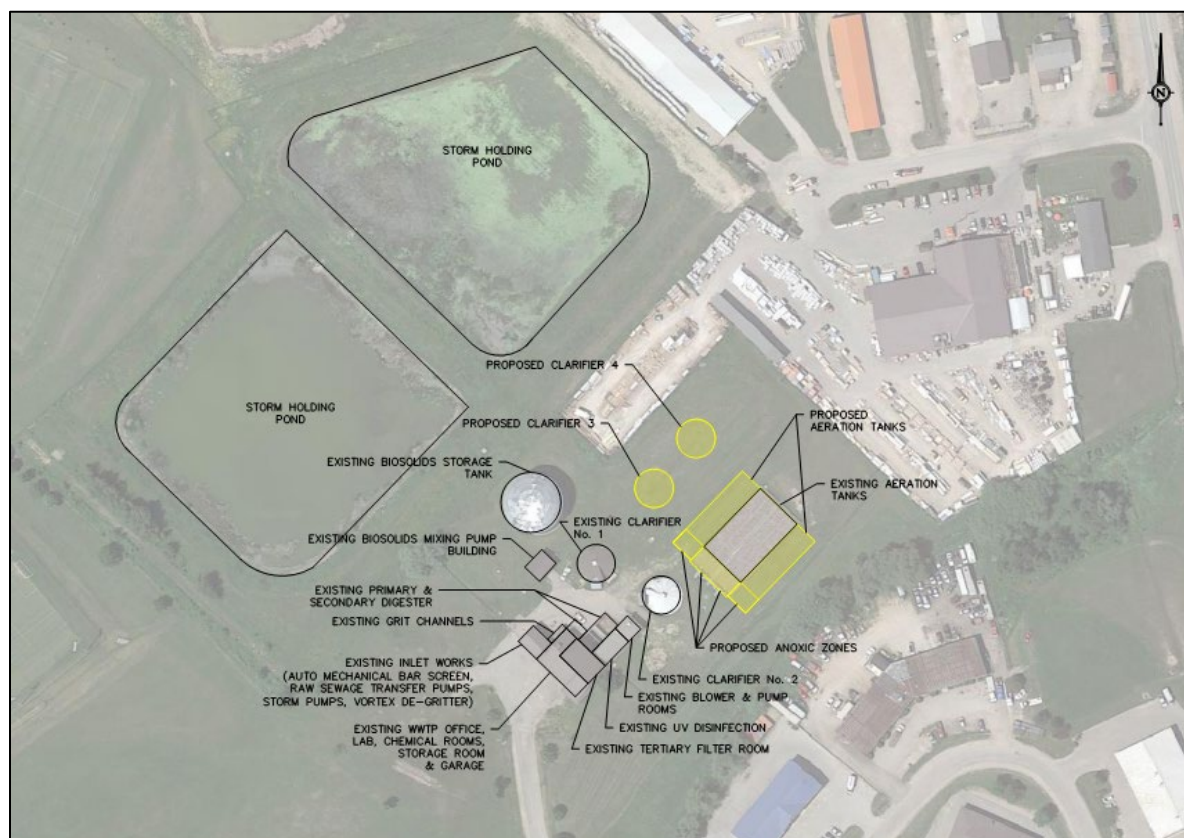 N
STORM HOLDING
POND
STORM HOLDING
POND
PROPOSED CLARIFIER 4
PROPOSED CLARIFIER 3
PROPOSED
AERATION TANKS
EXISTING BIOSOLIDS STORAGE
TANK
EXISTING AERATION
TANKS
EXISTING CLARIFIER
No. 1
EXISTING BIOSOLIDS MIXING PUMP
BUILDING
EXISTING PRIMARY &
SECONDARY DIGESTER
EXISTING GRIT CHANNELS
PROPOSED ANOXIC ZONES
EXISTING INLET WORKS
(AUTO MECHANICAL BAR SCREEN,
RAW SEWAGE TRANSFER PUMPS,
STORM PUMPS, VORTEX DE-GRITTER)
EXISTING CLARIFIER No. 2
EXISTING BLOWER & PUMP
ROOMS
EXISTING UV DISINFECTION
EXISTING WWTP OFFICE,
LAB, CHEMICAL ROOMS,
STORAGE ROOM
& GARAGE
EXISTING TERTIARY FILTER ROOM